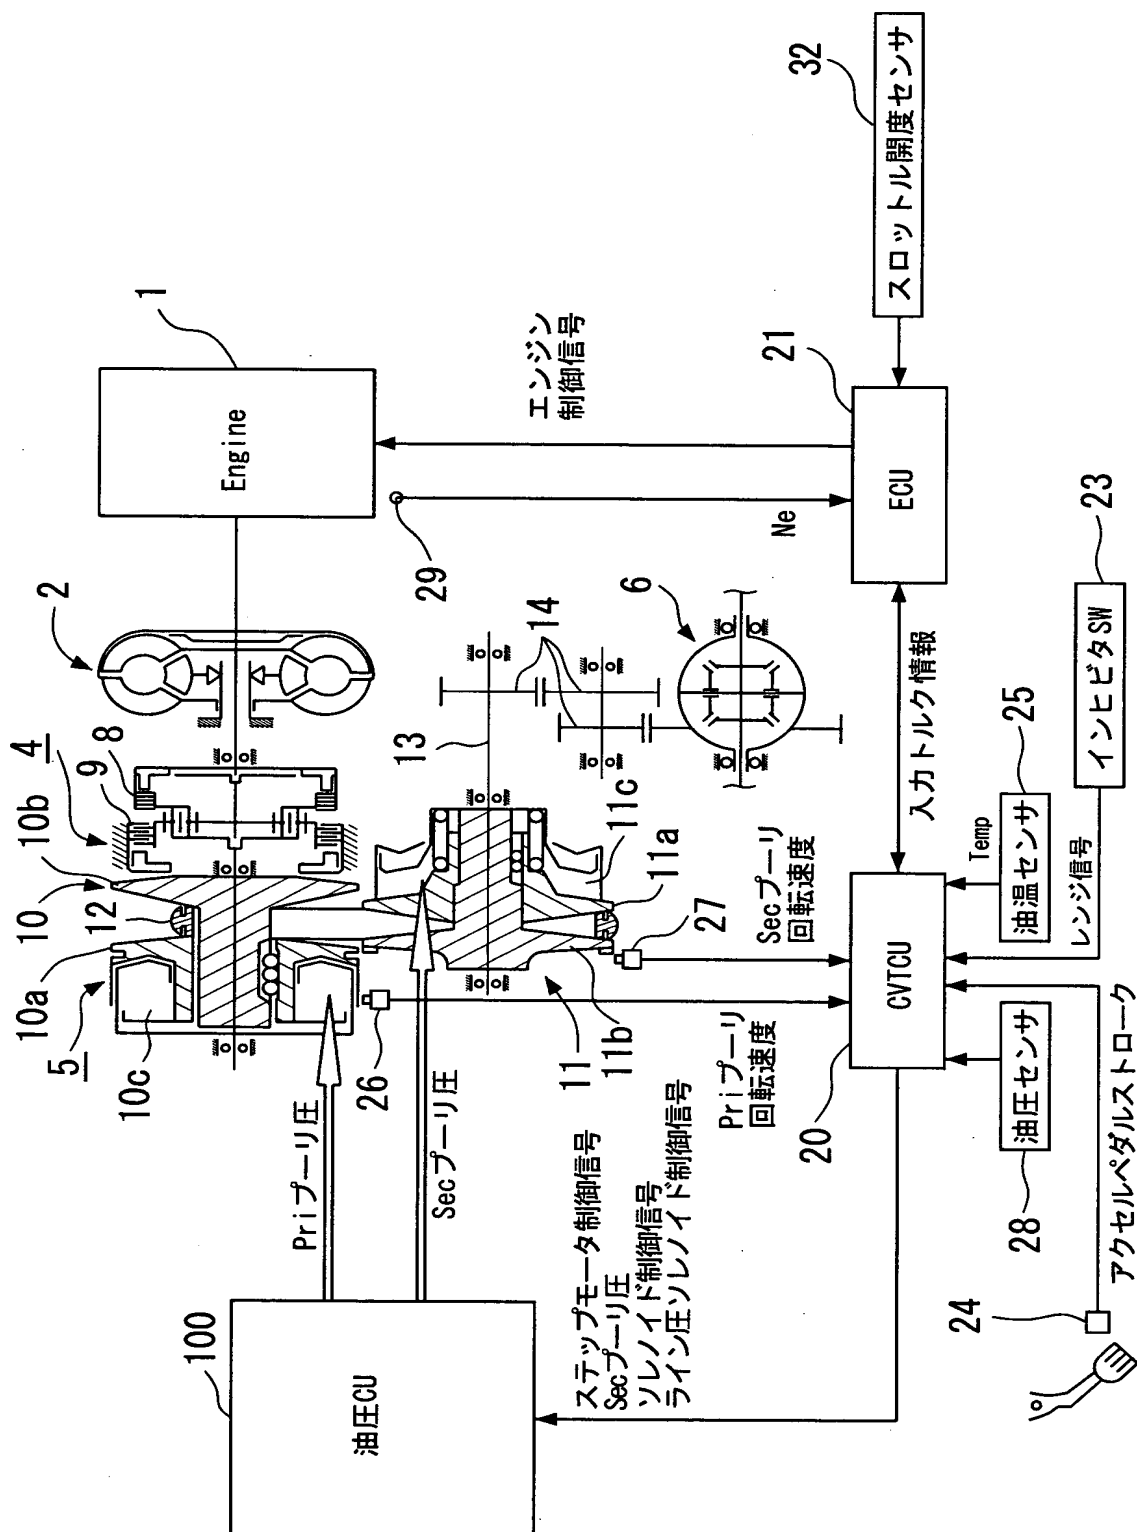 1
Engine
2
4
8
9
10b
10
12
10a
5
10c
エンジン
制御信号
29
Ne
32
スロットル開度センサ
21
ECU
14
6
13
11c
11a
11
11b
27
26
Secプーリ
回転速度
Priプーリ
回転速度
Priプーリ圧
Secプーリ圧
100
油圧CU
ステップモータ制御信号
Secプーリ圧
ソレノイド制御信号
ライン圧ソレノイド制御信号
入力トルク情報
CVTCU
20
Temp
油温センサ
25
レンジ信号
インヒビタSW
23
油圧センサ
28
アクセルペダルストローク
24